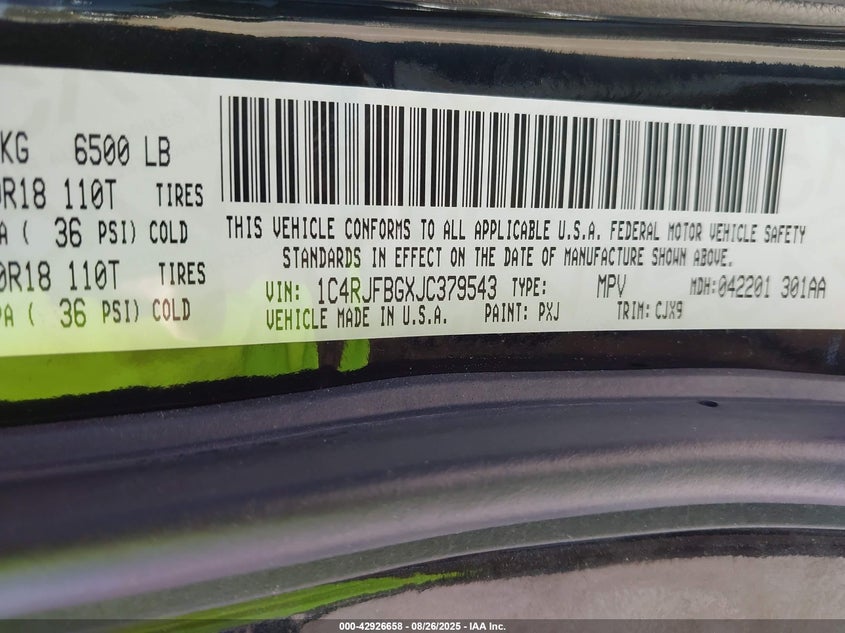 KG 6500 LB
0R18 110T TIRES
A ( 36 PSI) COLD
0R18 110T TIRES
PA ( 36 PSI) COLD
THIS VEHICLE CONFORMS TO ALL APPLICABLE U.S.A. FEDERAL MOTOR VEHICLE SAFETY
STANDARDS IN EFFECT ON THE DATE OF MANUFACTURE SHOWN ABOVE.
VIN: 1C4RJFBGXJC379543 TYPE: MPV MDH:042201 301AA
VEHICLE MADE IN U.S.A. PAINT: PXJ TRIM: CJX9
000-42926658 - 08/26/2025 - IAA Inc.